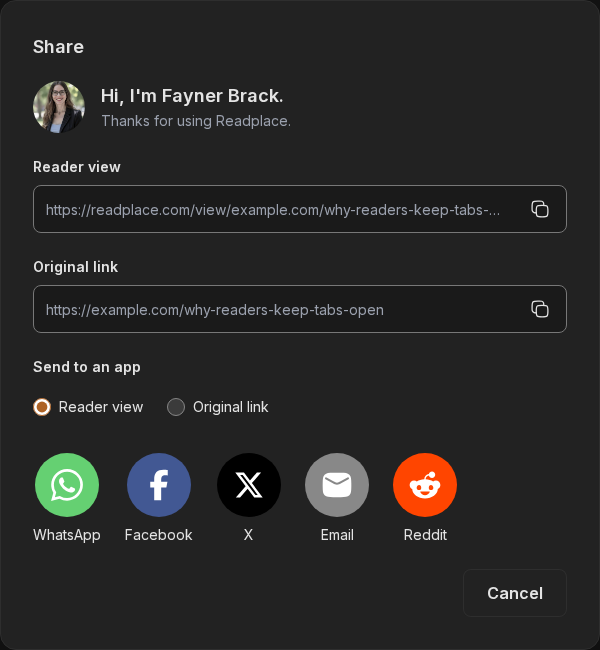 Share
Hi, I'm Fayner Brack.
Thanks for using Readplace.
Reader view
https://readplace.com/view/example.com/why-readers-keep-tabs-...
Original link
https://example.com/why-readers-keep-tabs-open
Send to an app
Reader view
Original link
WhatsApp
Facebook
X
Email
Reddit
Cancel